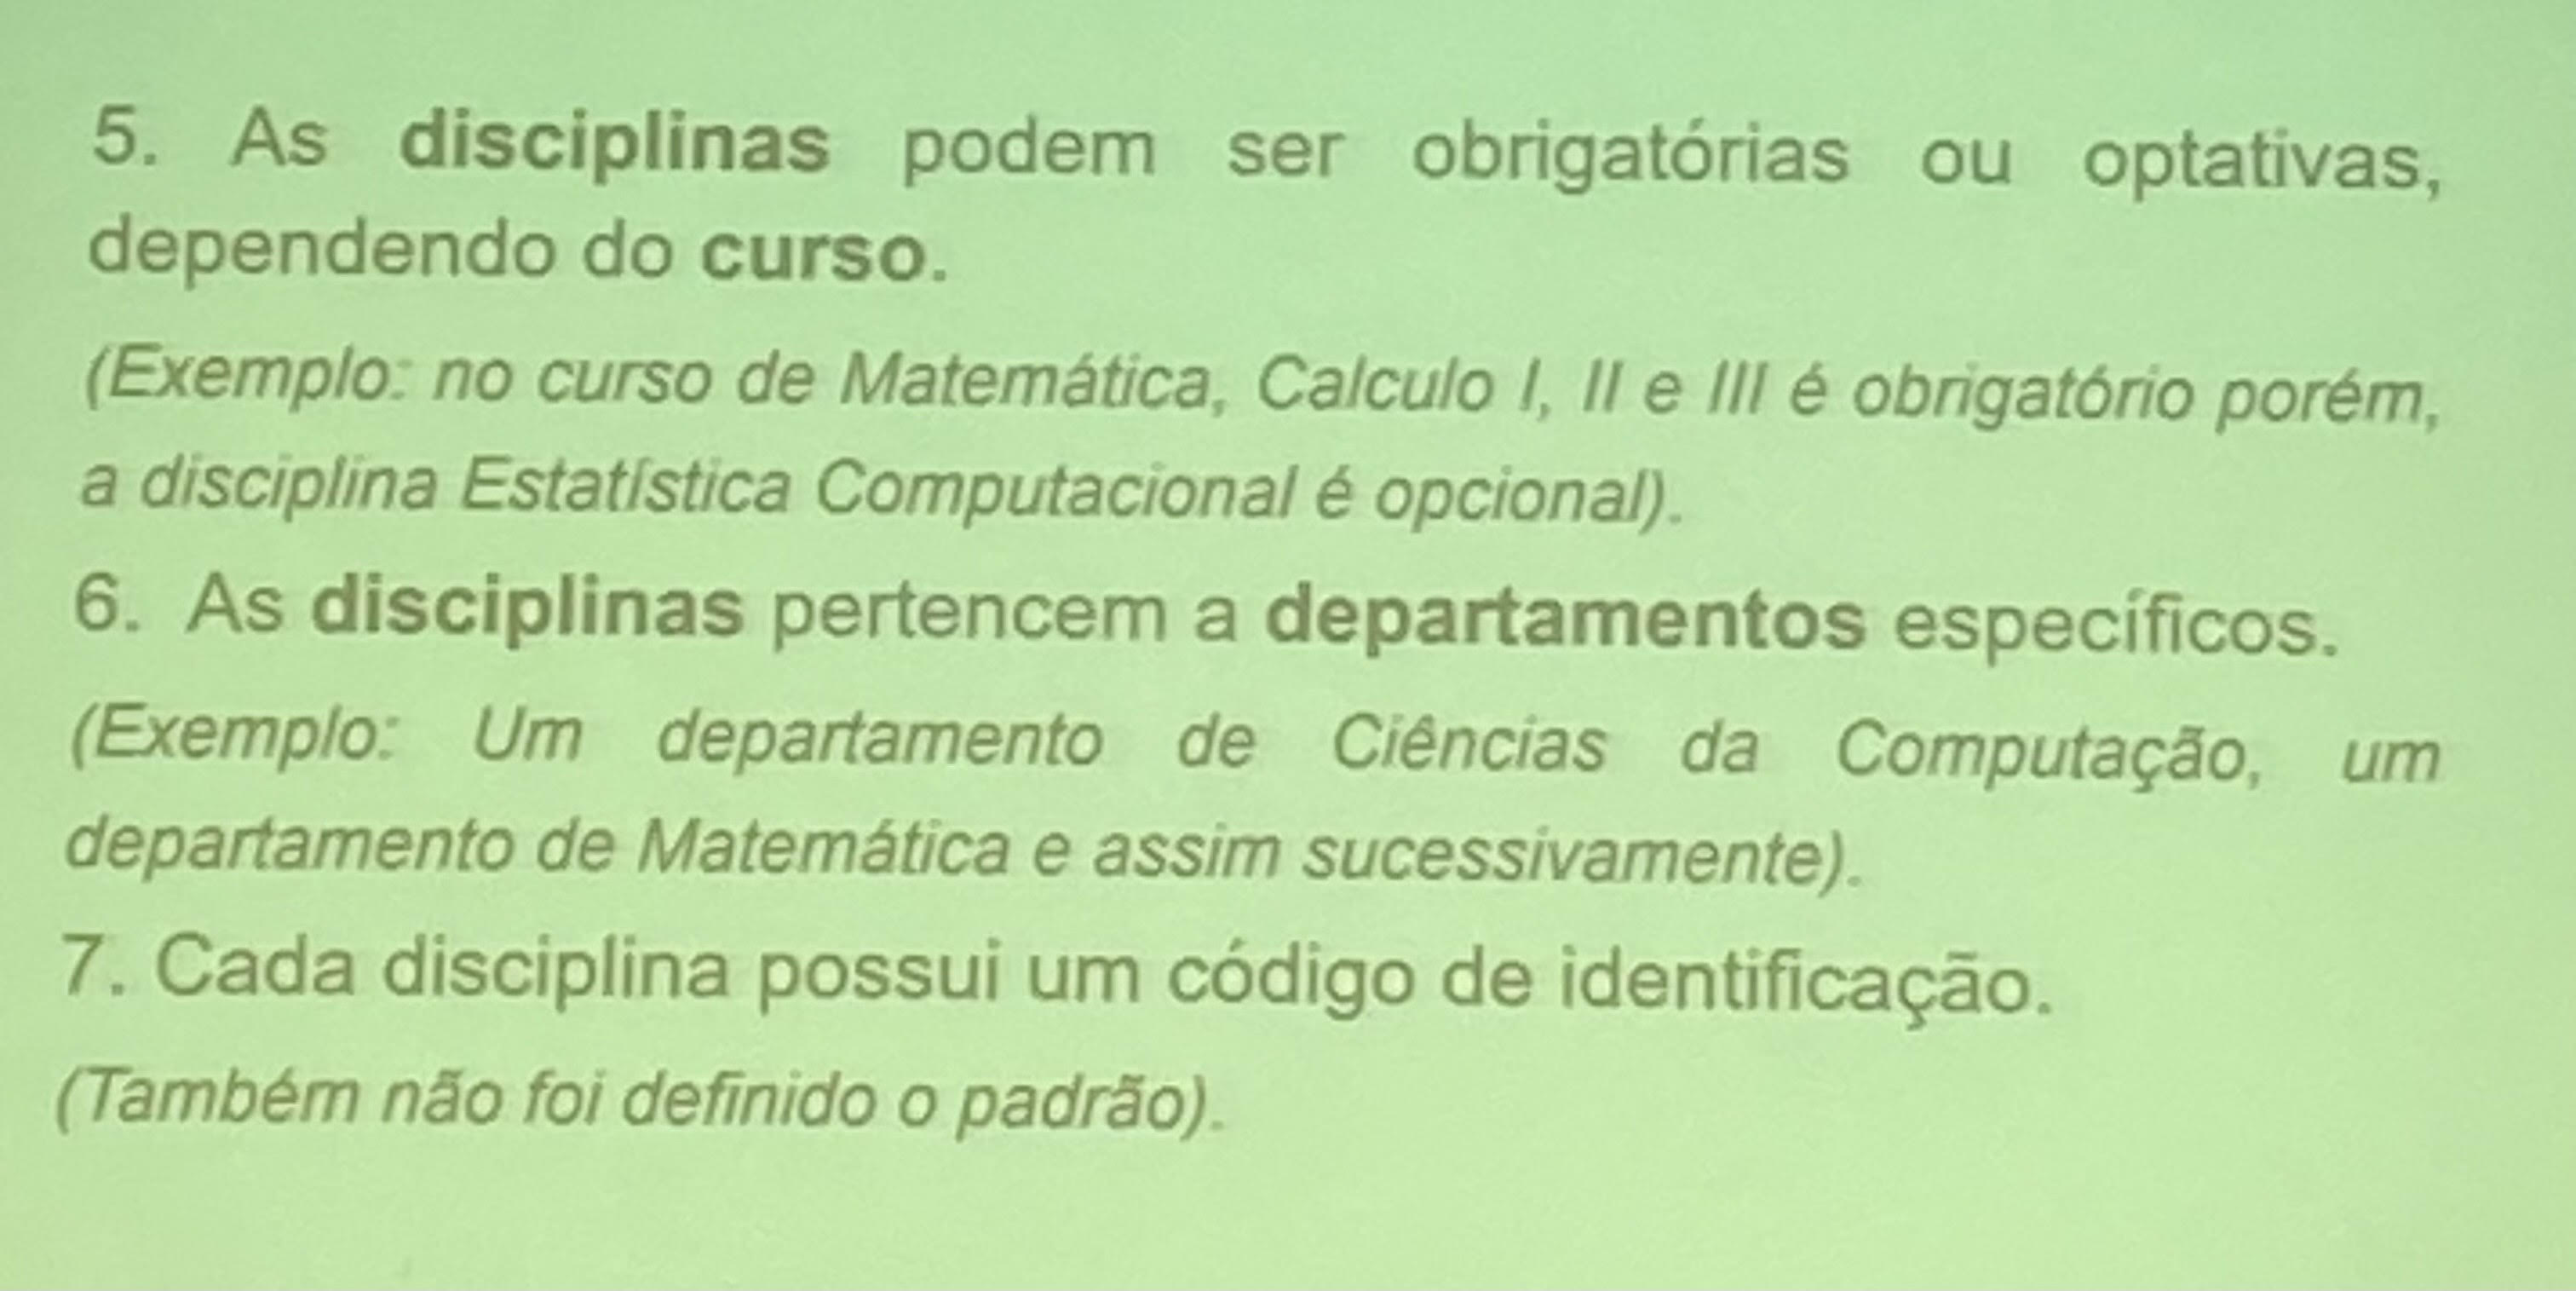 5. As disciplinas podem ser obrigatórias ou optativas,
dependendo do curso.
(Exemplo: no curso de Matemática, Calculo I, II e III é obrigatório porém,
a disciplina Estatística Computacional é opcional).
6. As disciplinas pertencem a departamentos específicos.
(Exemplo: Um departamento de Ciências da Computação, um
departamento de Matemática e assim sucessivamente).
7. Cada disciplina possui um código de identificação.
(Também não foi definido o padrão).